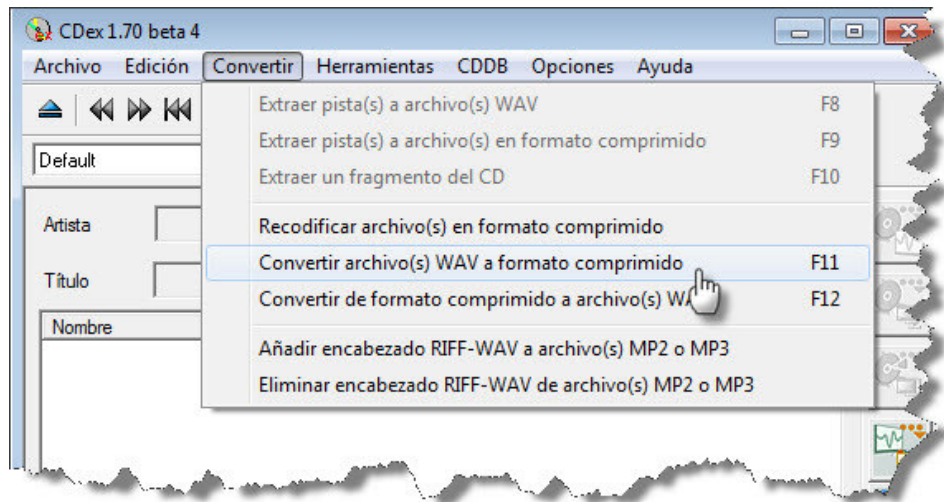 CDex 1.70 beta 4
Archivo Edición Convertir Herramientas CDDB Opciones Ayuda
Extraer pista(s) a archivo(s) WAV F8
Default
Extraer pista(s) a archivo(s) en formato comprimido F9
Extraer un fragmento del CD F10
Artista
Recodificar archivo(s) en formato comprimido
Convertir archivo(s) WAV a formato comprimido F11
Título
Convertir de formato comprimido a archivo(s) F12
Nombre
Añadir encabezado RIFF-WAV a archivo(s) MP2 o MP3
Eliminar encabezado RIFF-WAV de archivo(s) MP2 o MP3